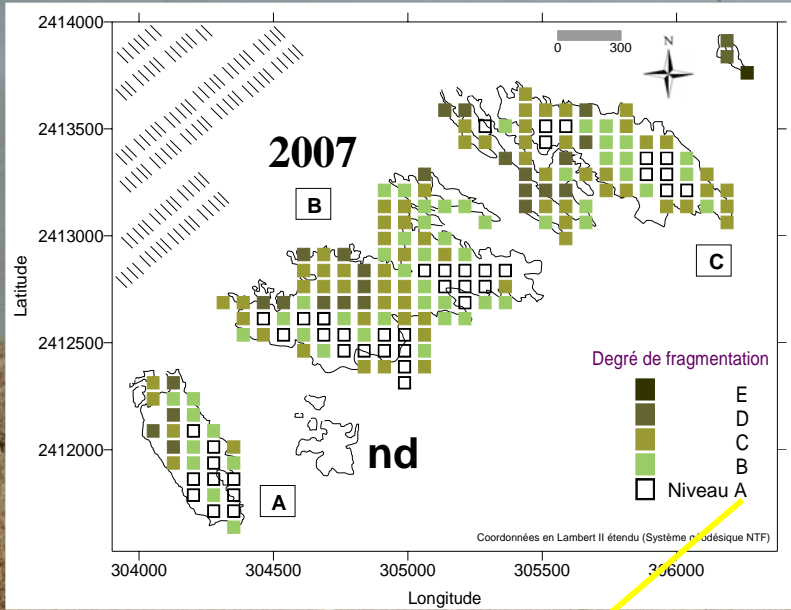 2414000
2413500
2413000
2412500
2412000
Latitude
304000
304500
305000
305500
306000
Longitude
0 300
N
2007
B
C
A
nd
Degré de fragmentation
E
D
C
B
Niveau A
Coordonnées en Lambert II étendu (Système géodésique NTF)